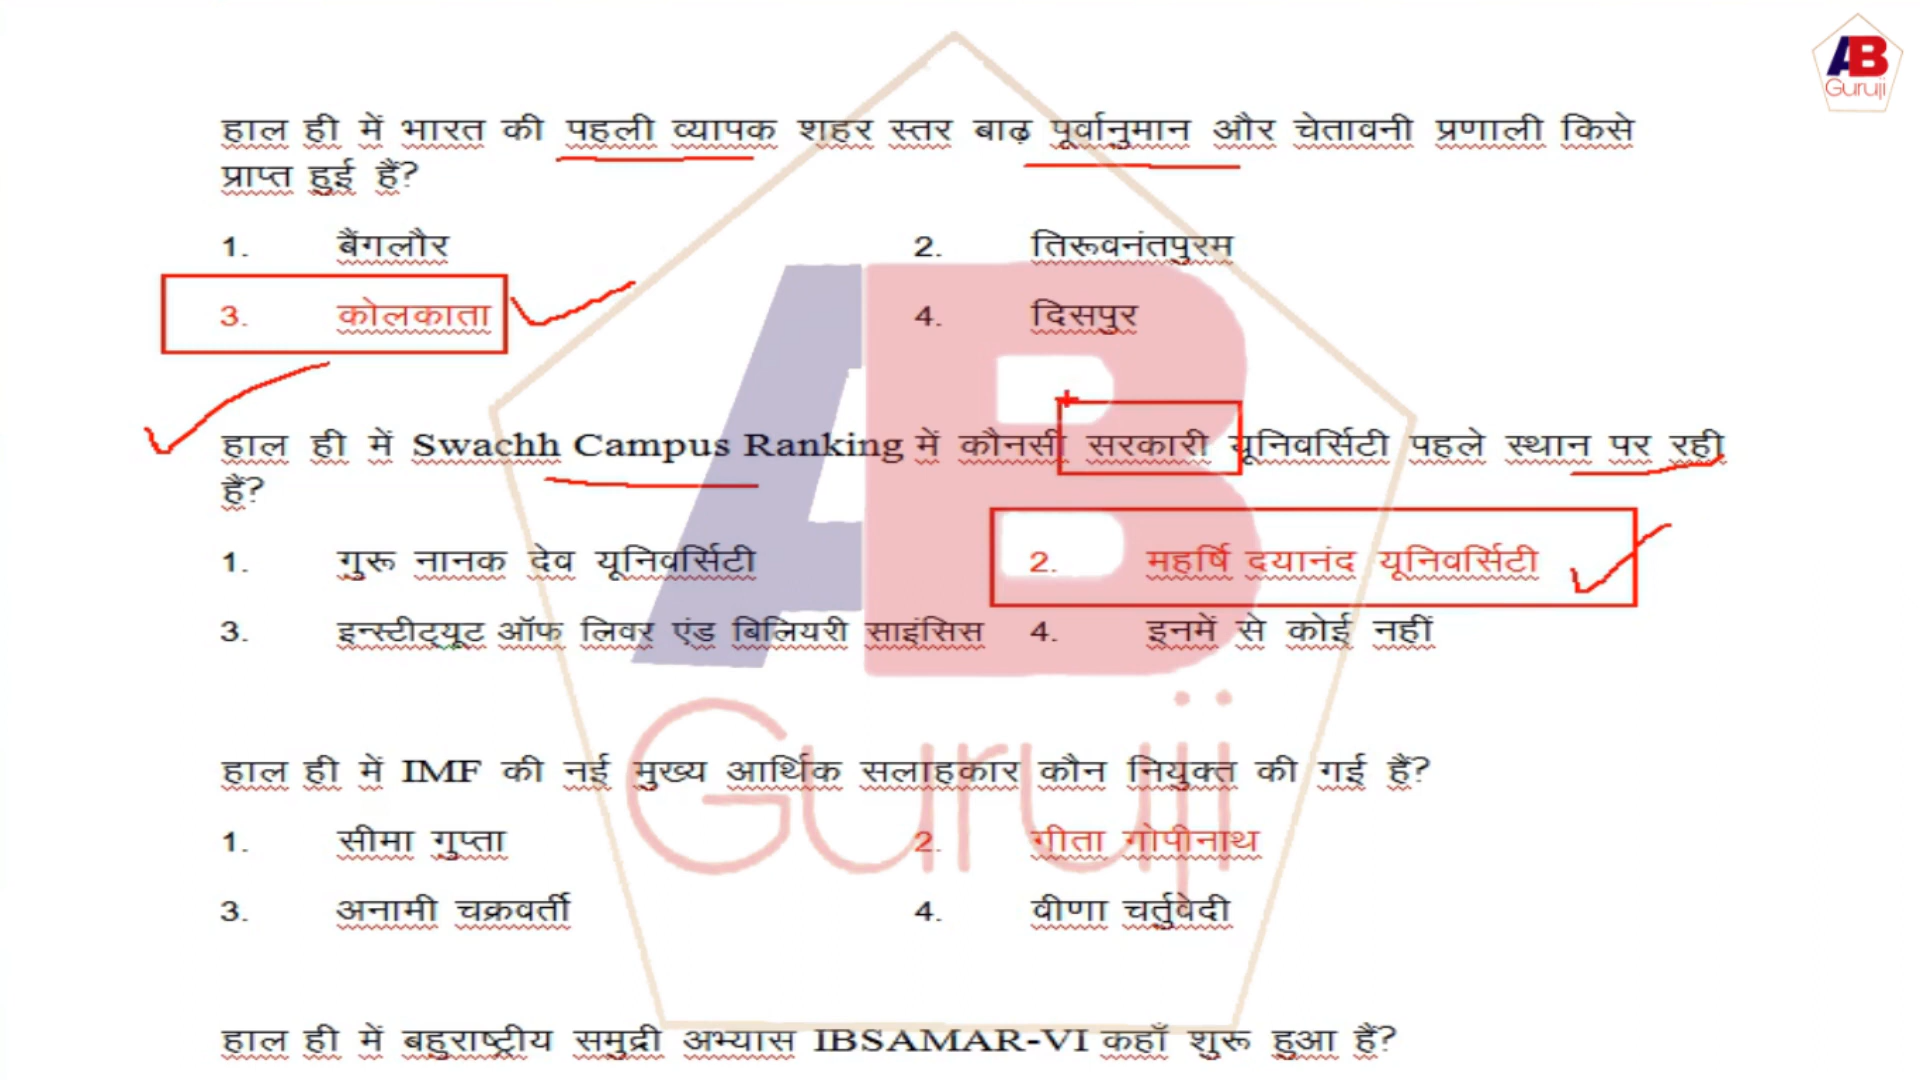 AB
Guruji
हाल ही में भारत की पहली व्यापक शहर स्तर बाढ़ पूर्वानुमान और चेतावनी प्रणाली किसे
प्राप्त हुई हैं?
1. बैंगलौर 2. तिरूवनंतपुरम
3. कोलकाता 4. दिसपुर
हाल ही में Swachh Campus Ranking में कौनसी सरकारी यूनिवर्सिटी पहले स्थान पर रही
हैं?
1. गुरू नानक देव यूनिवर्सिटी 2. महर्षि दयानंद यूनिवर्सिटी
3. इन्स्टीट्यूट ऑफ लिवर एंड बिलियरी साइंसिस 4. इनमें से कोई नहीं
हाल ही में IMF की नई मुख्य आर्थिक सलाहकार कौन नियुक्त की गई हैं?
1. सीमा गुप्ता 2. गीता गोपीनाथ
3. अनामी चक्रवर्ती 4. वीणा चर्तुवेदी
हाल ही में बहुराष्ट्रीय समुद्री अभ्यास IBSAMAR-VI कहाँ शुरू हुआ हैं?
AB
Guruji